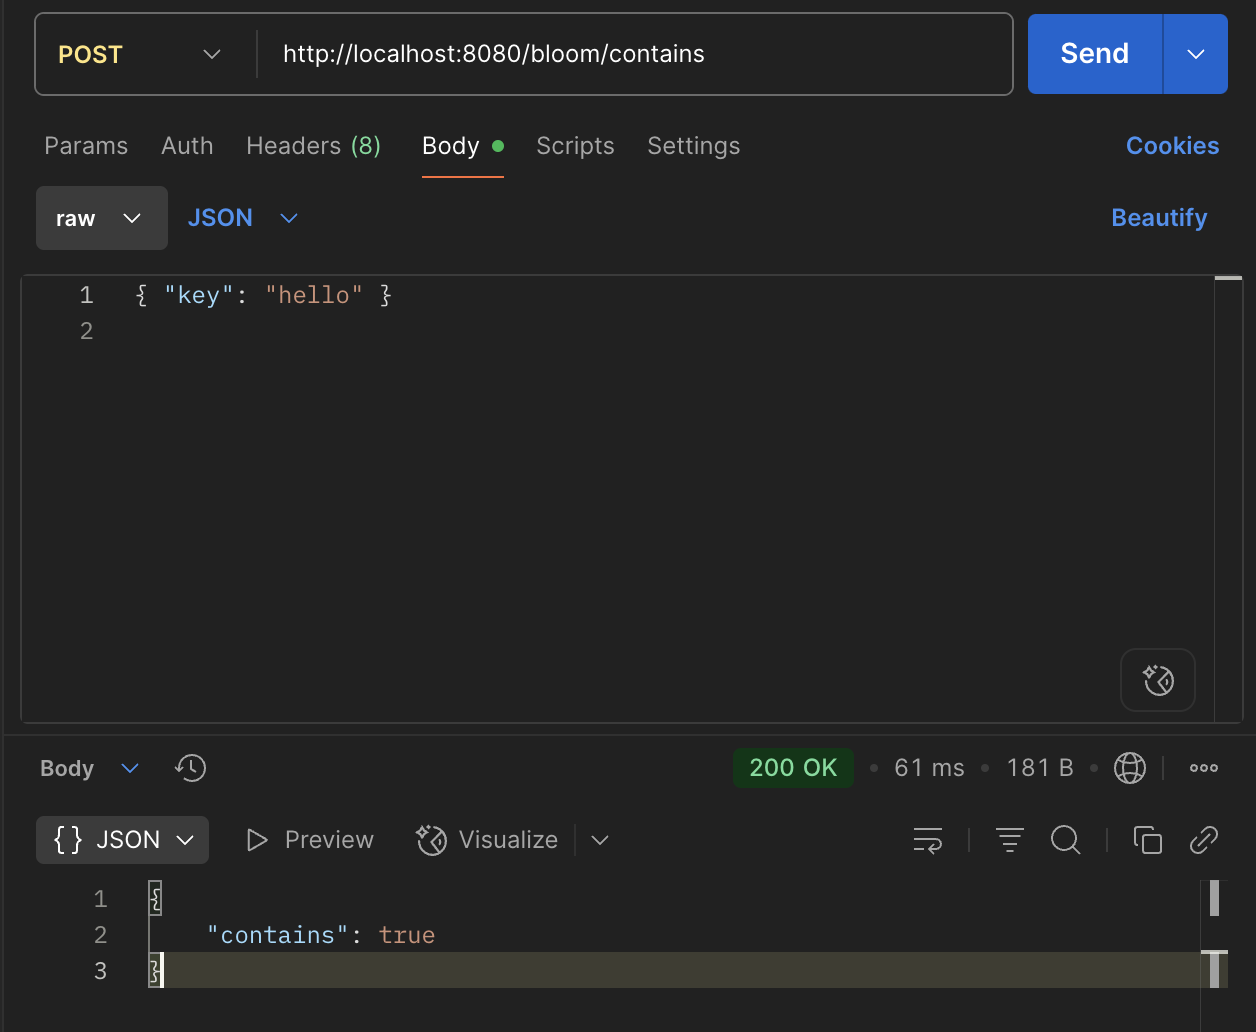 POST http://localhost:8080/bloom/contains Send
Params Auth Headers (8) Body Scripts Settings Cookies
raw JSON Beautify
1 { "key": "hello" }
2
Body 200 OK • 61 ms • 181 B •
{} JSON Preview Visualize
1 {
2 "contains": true
3 }